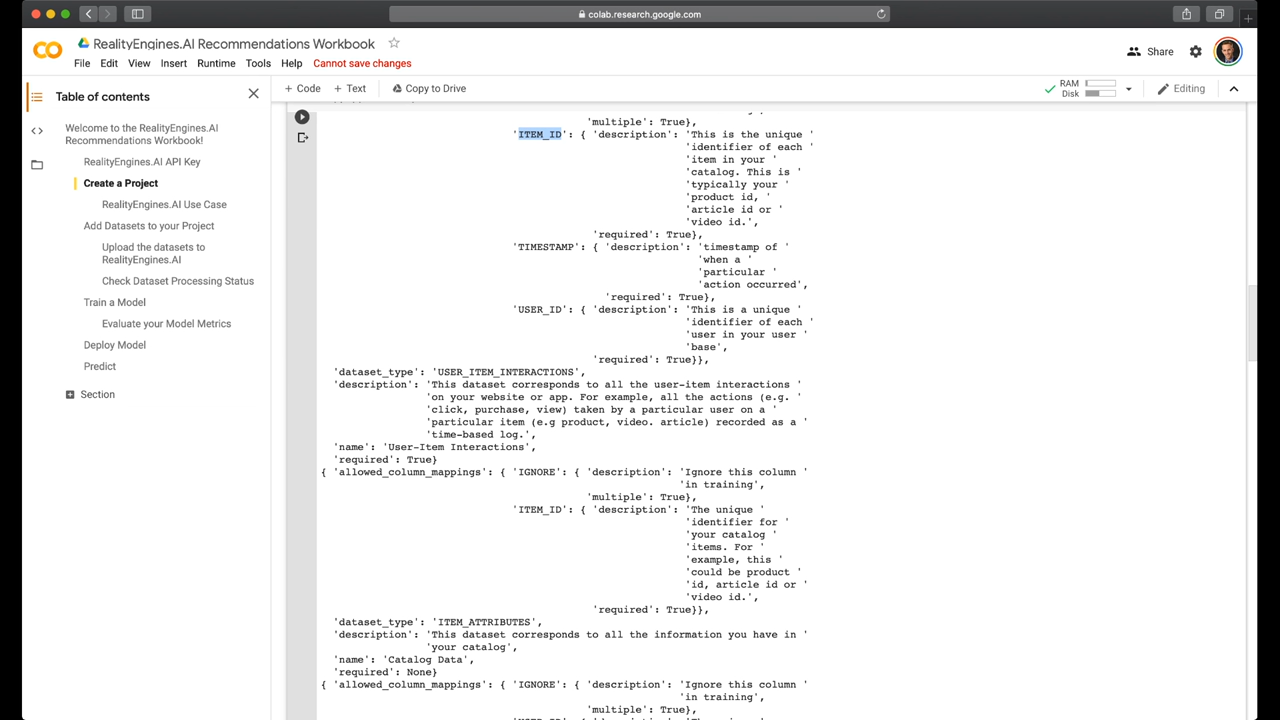 colab.research.google.com
RealityEngines.AI Recommendations Workbook
File Edit View Insert Runtime Tools Help Cannot save changes
Share
+ Code + Text Copy to Drive
RAM
Disk
Editing
Table of contents
Welcome to the RealityEngines.AI
Recommendations Workbook!
RealityEngines.AI API Key
Create a Project
RealityEngines.AI Use Case
Add Datasets to your Project
Upload the datasets to
RealityEngines.AI
Check Dataset Processing Status
Train a Model
Evaluate your Model Metrics
Deploy Model
Predict
Section
'multiple': True},
'ITEM_ID': { 'description': 'This is the unique '
'identifier of each '
'item in your '
'catalog. This is '
'typically your '
'product id, '
'article id or '
'video id.',
'required': True},
'TIMESTAMP': { 'description': 'timestamp of '
'when a '
'particular '
'action occurred',
'required': True},
'USER_ID': { 'description': 'This is a unique '
'identifier of each '
'user in your user '
'base',
'required': True}},
'dataset_type': 'USER_ITEM_INTERACTIONS',
'description': 'This dataset corresponds to all the user-item interactions '
'on your website or app. For example, all the actions (e.g. '
'click, purchase, view) taken by a particular user on a '
'particular item (e.g product, video. article) recorded as a '
'time-based log.',
'name': 'User-Item Interactions',
'required': True}
{ 'allowed_column_mappings': { 'IGNORE': { 'description': 'Ignore this column '
'in training',
'multiple': True},
'ITEM_ID': { 'description': 'The unique '
'identifier for '
'your catalog '
'items. For '
'example, this '
'could be product '
'id, article id or '
'video id.',
'required': True}},
'dataset_type': 'ITEM_ATTRIBUTES',
'description': 'This dataset corresponds to all the information you have in '
'your catalog',
'name': 'Catalog Data',
'required': None}
{ 'allowed_column_mappings': { 'IGNORE': { 'description': 'Ignore this column '
'in training',
'multiple': True},